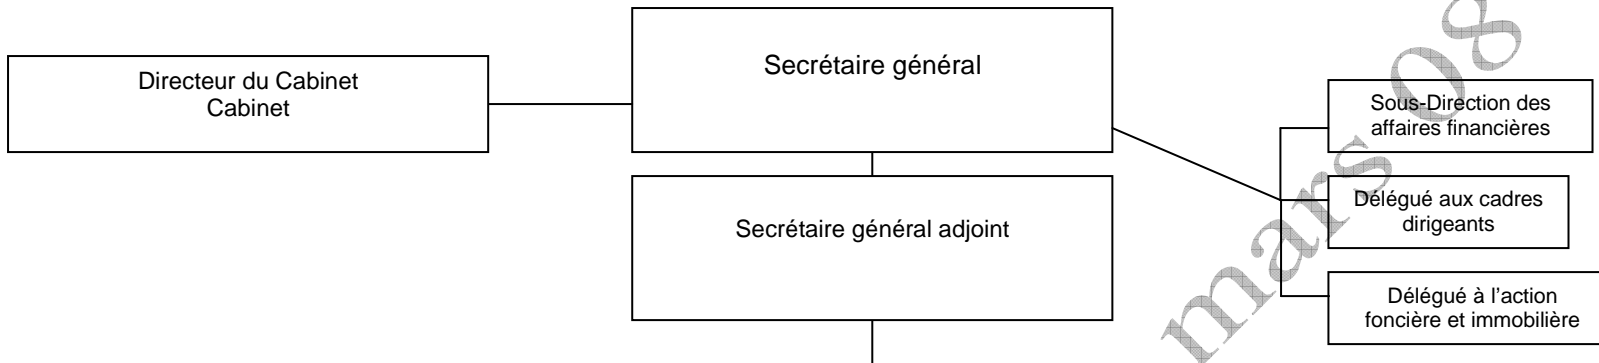 Directeur du Cabinet
Cabinet
Secrétaire général
Secrétaire général adjoint
Sous-Direction des
affaires financières
Délégué aux cadres
dirigeants
Délégué à l’action
foncière et immobilière
mars 08